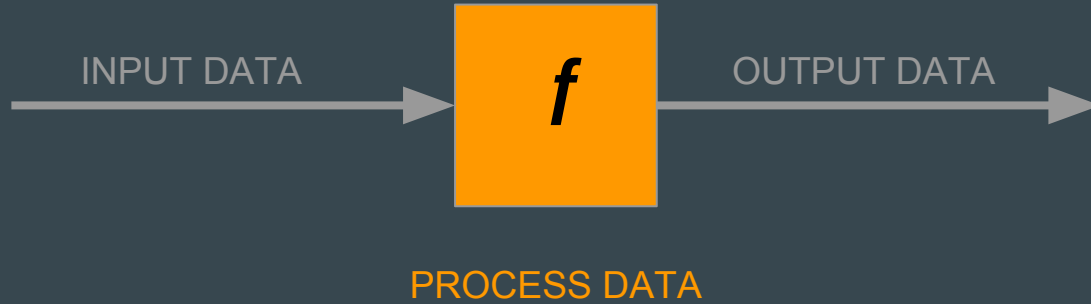 INPUT DATA
f
OUTPUT DATA
PROCESS DATA